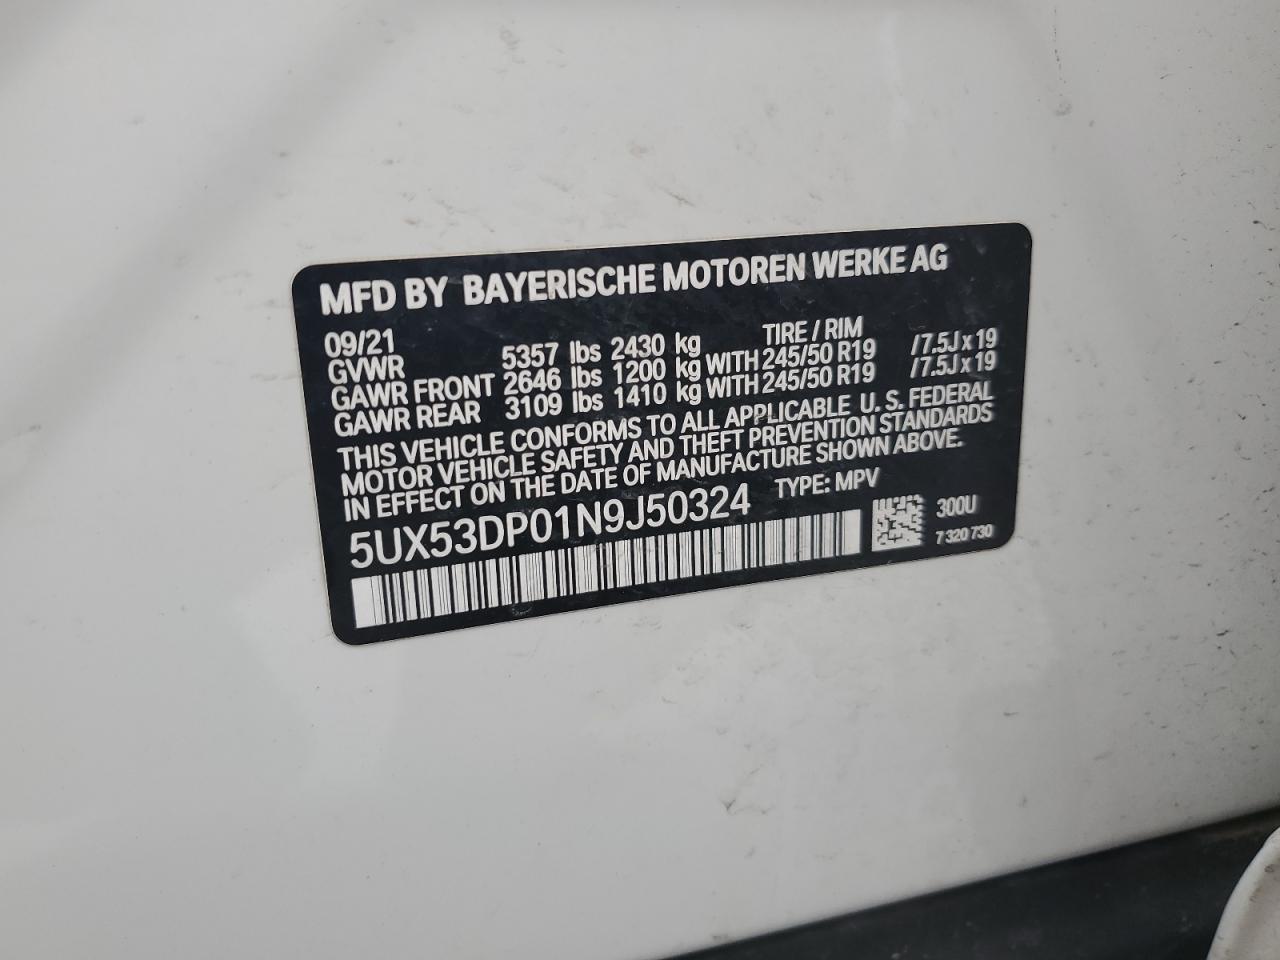 MFD BY BAYERISCHE MOTOREN WERKE AG
09/21 TIRE / RIM
GVWR 5357 lbs 2430 kg
GAWR FRONT 2646 lbs 1200 kg WITH 245/50 R19 /7.5J x 19
GAWR REAR 3109 lbs 1410 kg WITH 245/50 R19 /7.5J x 19
THIS VEHICLE CONFORMS TO ALL APPLICABLE U. S. FEDERAL
MOTOR VEHICLE SAFETY AND THEFT PREVENTION STANDARDS
IN EFFECT ON THE DATE OF MANUFACTURE SHOWN ABOVE.
5UX53DP01N9J50324 TYPE: MPV
300U
7 320 730